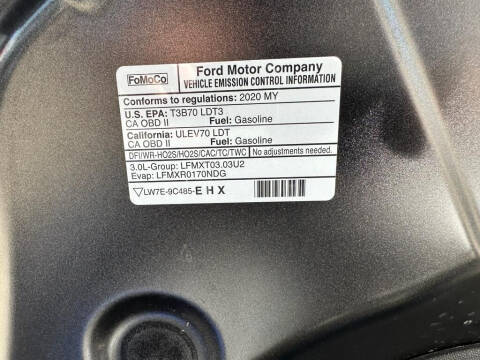 FoMoCo
Ford Motor Company
VEHICLE EMISSION CONTROL INFORMATION
Conforms to regulations: 2020 MY
U.S. EPA: T3B70 LDT3
CA OBD II Fuel: Gasoline
California: ULEV70 LDT
CA OBD II Fuel: Gasoline
DFI/WR-HO2S/HO2S/CAC/TC/TWC No adjustments needed.
3.0L-Group: LFMXT03.03U2
Evap: LFMXR0170NDG
LW7E-9C485-EHX